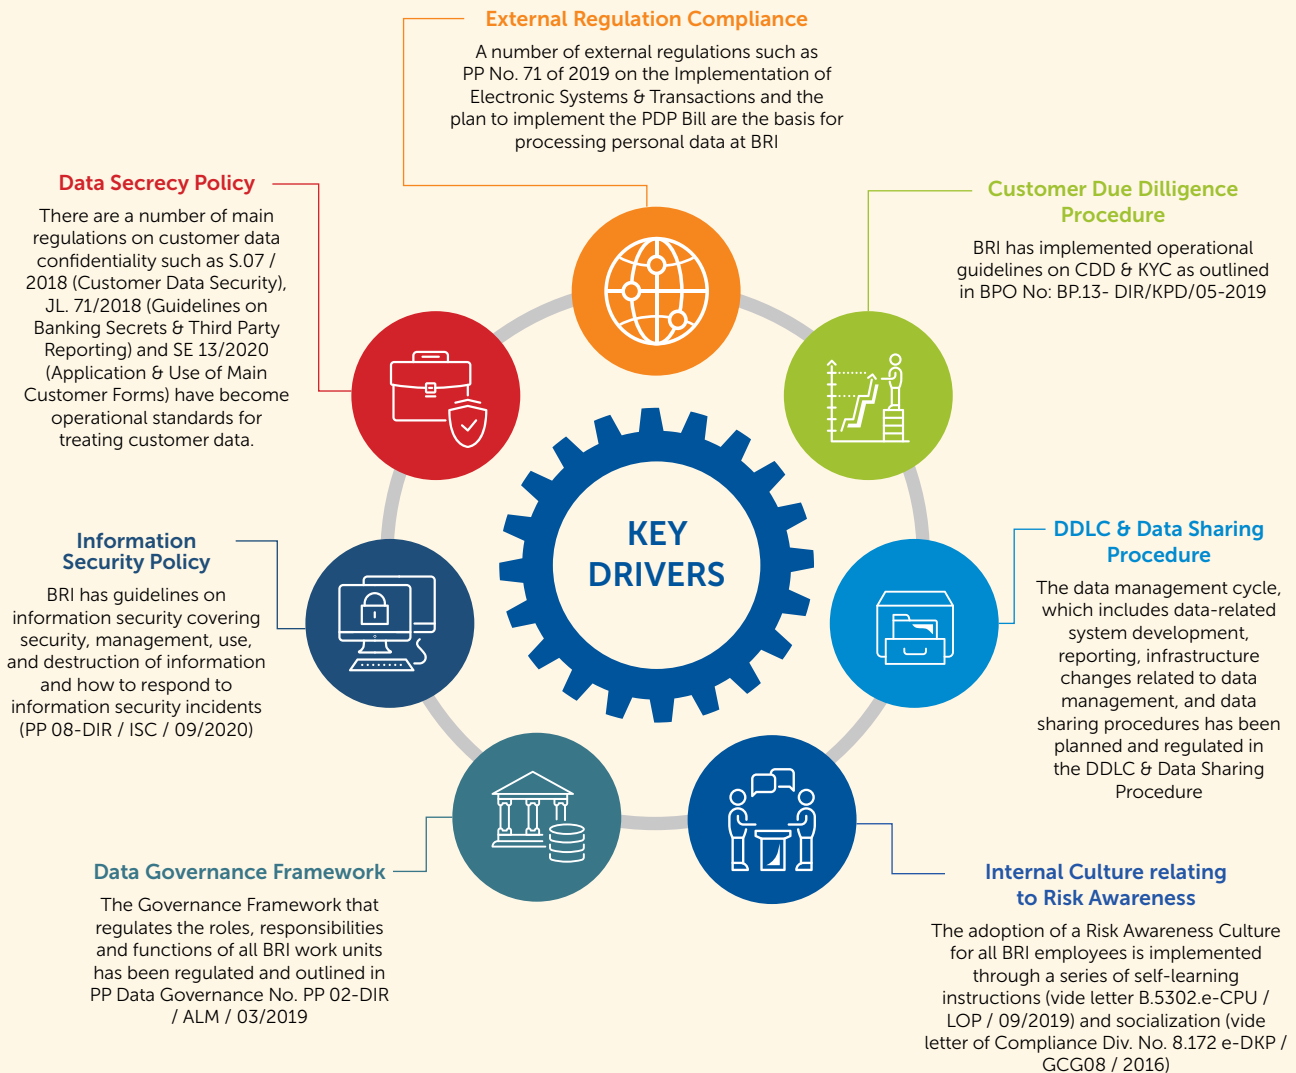 External Regulation Compliance
A number of external regulations such as
PP No. 71 of 2019 on the Implementation of
Electronic Systems & Transactions and the
plan to implement the PDP Bill are the basis for
processing personal data at BRI
Data Secrecy Policy
There are a number of main
regulations on customer data
confidentiality such as S.07 /
2018 (Customer Data Security),
JL. 71/2018 (Guidelines on
Banking Secrets & Third Party
Reporting) and SE 13/2020
(Application & Use of Main
Customer Forms) have become
operational standards for
treating customer data.
Customer Due Dilligence
Procedure
BRI has implemented operational
guidelines on CDD & KYC as outlined
in BPO No: BP.13- DIR/KPD/05-2019
KEY
DRIVERS
Information
Security Policy
BRI has guidelines on
information security covering
security, management, use,
and destruction of information
and how to respond to
information security incidents
(PP 08-DIR / ISC / 09/2020)
DDLC & Data Sharing
Procedure
The data management cycle,
which includes data-related
system development,
reporting, infrastructure
changes related to data
management, and data
sharing procedures has been
planned and regulated in
the DDLC & Data Sharing
Procedure
Data Governance Framework
The Governance Framework that
regulates the roles, responsibilities
and functions of all BRI work units
has been regulated and outlined in
PP Data Governance No. PP 02-DIR
/ ALM / 03/2019
Internal Culture relating
to Risk Awareness
The adoption of a Risk Awareness Culture
for all BRI employees is implemented
through a series of self-learning
instructions (vide letter B.5302.e-CPU /
LOP / 09/2019) and socialization (vide
letter of Compliance Div. No. 8.172 e-DKP /
GCG08 / 2016)